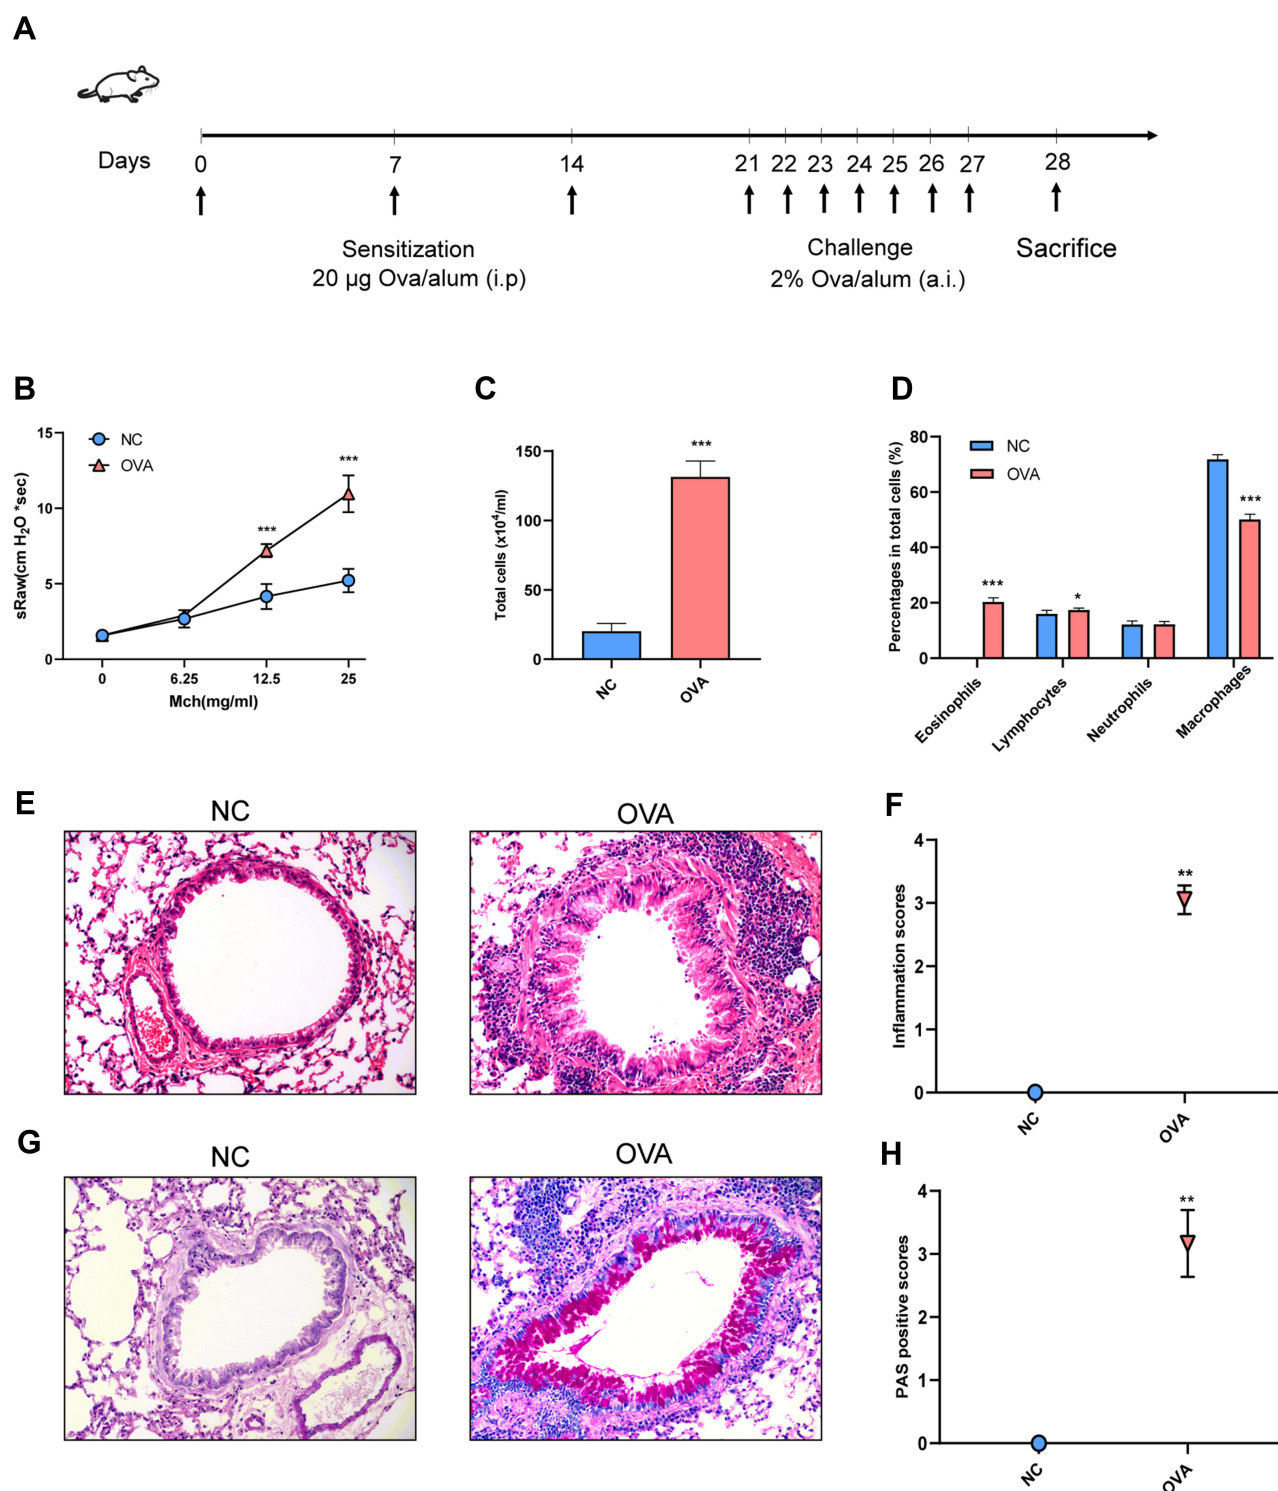 A
Days 0 7 14 21 22 23 24 25 26 27 28
Sensitization
20 µg Ova/alum (i.p)
Challenge
2% Ova/alum (a.i.)
Sacrifice
B
NC
OVA
***
***
15
10
5
0
sRaw(cm H₂O *sec)
0 6.25 12.5 25
Mch(mg/ml)
C
***
150
100
50
0
Total cells (x10⁴/ml)
NC
OVA
D
NC
OVA
80
60
40
20
0
Percentages in total cells (%)
***
*
***
Eosinophils
Lymphocytes
Neutrophils
Macrophages
E
NC
OVA
F
4
3
2
1
0
Inflammation scores
**
NC
OVA
G
NC
OVA
H
4
3
2
1
0
PAS positive scores
**
NC
OVA